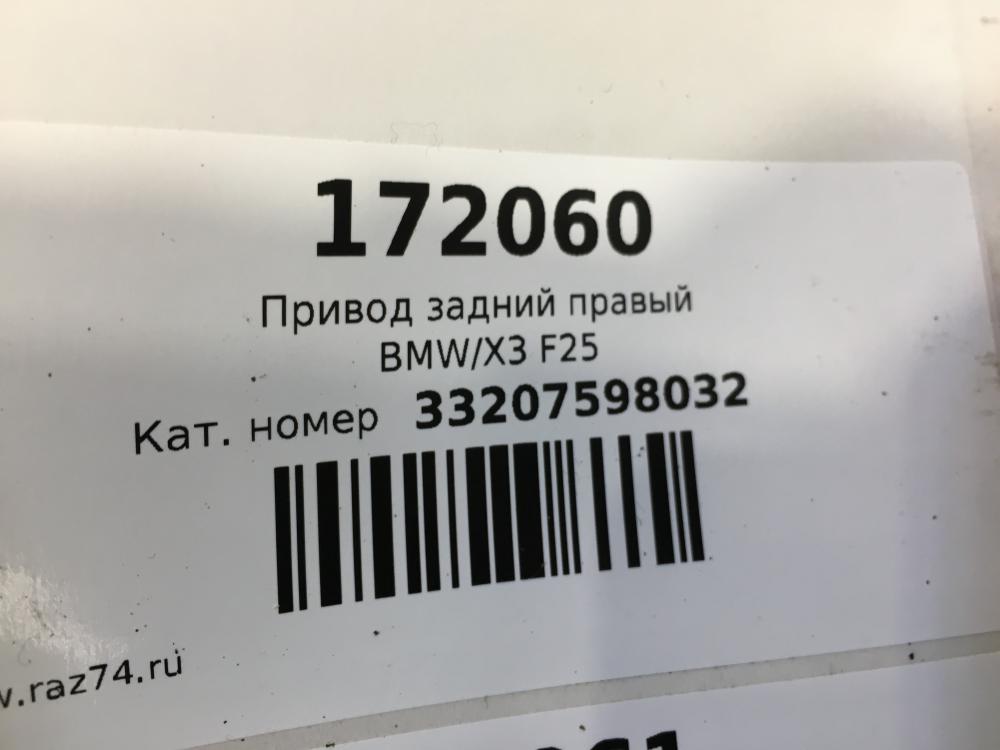 172060
Привод задний правый
BMW/X3 F25
Кат. номер 33207598032
.raz74.ru